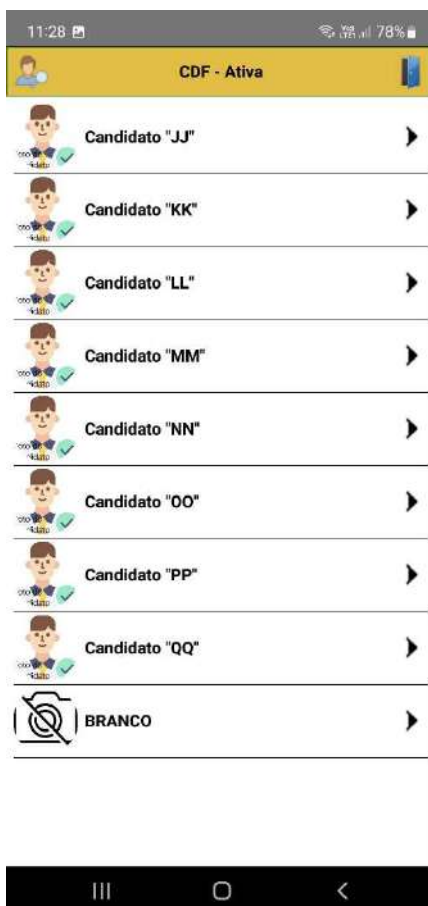 11:28
78%
CDF - Ativa
Candidato "JJ"
Candidato "KK"
Candidato "LL"
Candidato "MM"
Candidato "NN"
Candidato "OO"
Candidato "PP"
Candidato "QQ"
BRANCO